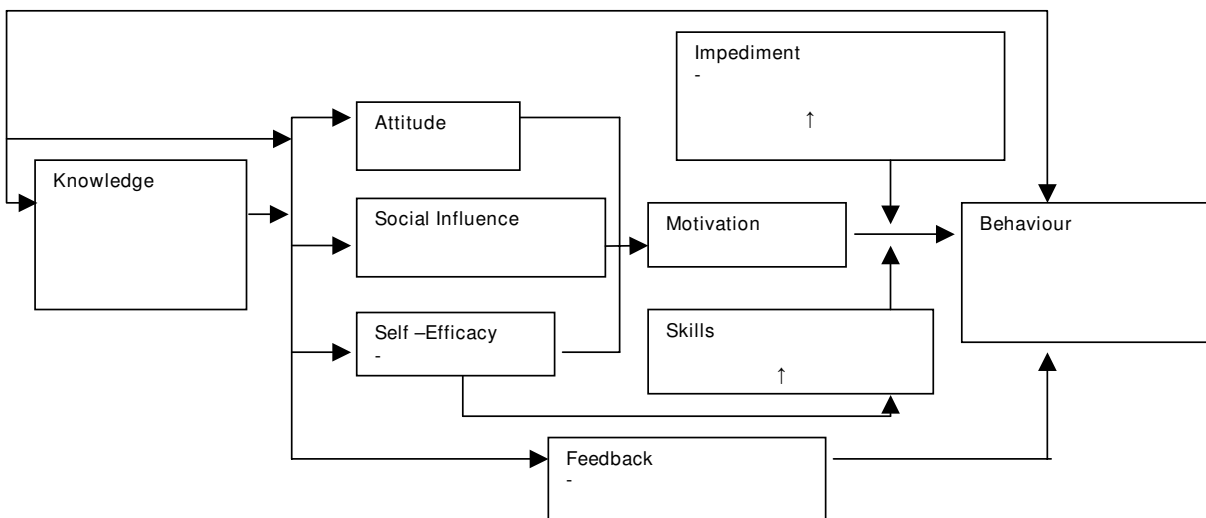 Impediment
-
↑
Attitude
Knowledge
Social Influence
Motivation
Behaviour
Self –Efficacy
-
Skills
↑
Feedback
-